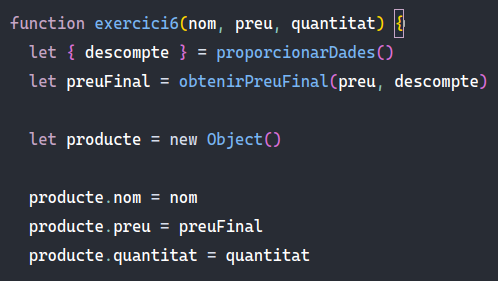 function exercici6(nom, preu, quantitat) {
let { descompte } = proporcionarDades()
let preuFinal = obtenirPreuFinal(preu, descompte)
let producte = new Object()
producte.nom = nom
producte.preu = preuFinal
producte.quantitat = quantitat